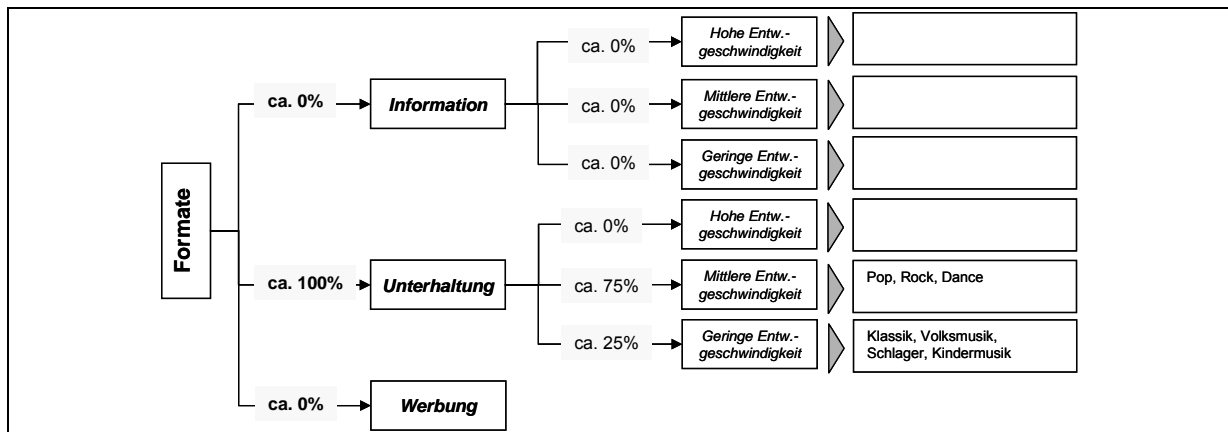 Formate
ca. 0%
Information
ca. 0%
Hohe Entw.-
geschwindigkeit
ca. 0%
Mittlere Entw.-
geschwindigkeit
ca. 0%
Geringe Entw.-
geschwindigkeit
ca. 100%
Unterhaltung
ca. 0%
Hohe Entw.-
geschwindigkeit
ca. 75%
Mittlere Entw.-
geschwindigkeit
Pop, Rock, Dance
ca. 25%
Geringe Entw.-
geschwindigkeit
Klassik, Volksmusik,
Schlager, Kindermusik
ca. 0%
Werbung